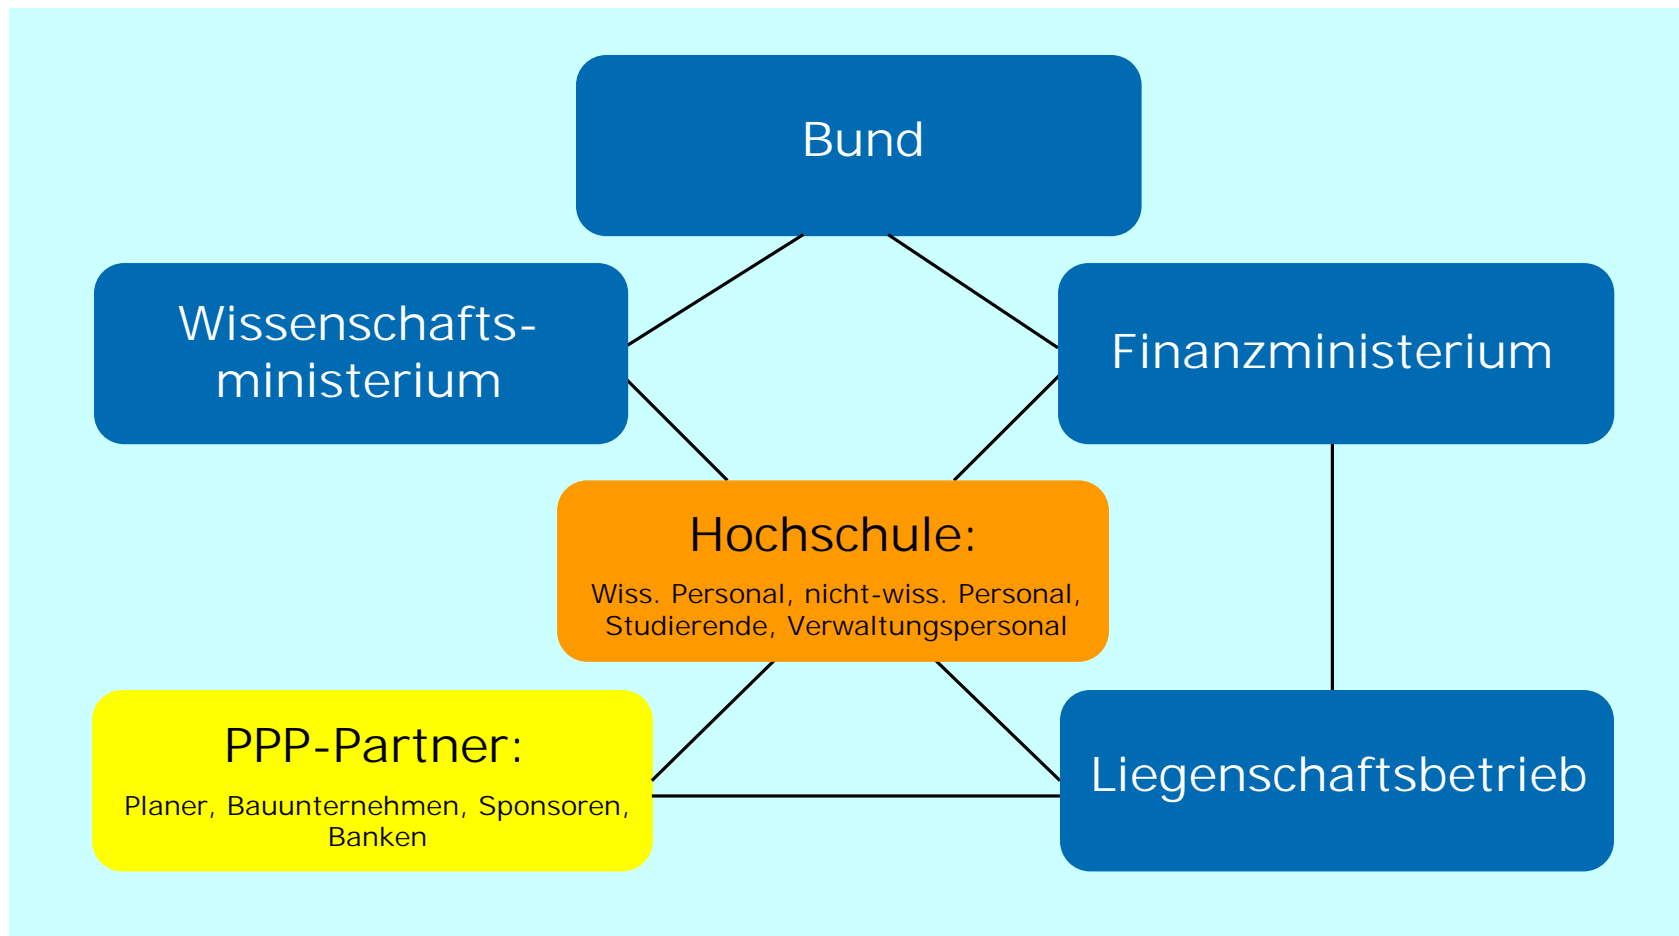 Bund
Wissenschafts-
ministerium
Finanzministerium
Hochschule:
Wiss. Personal, nicht-wiss. Personal,
Studierende, Verwaltungspersonal
PPP-Partner:
Planer, Bauunternehmen, Sponsoren,
Banken
Liegenschaftsbetrieb